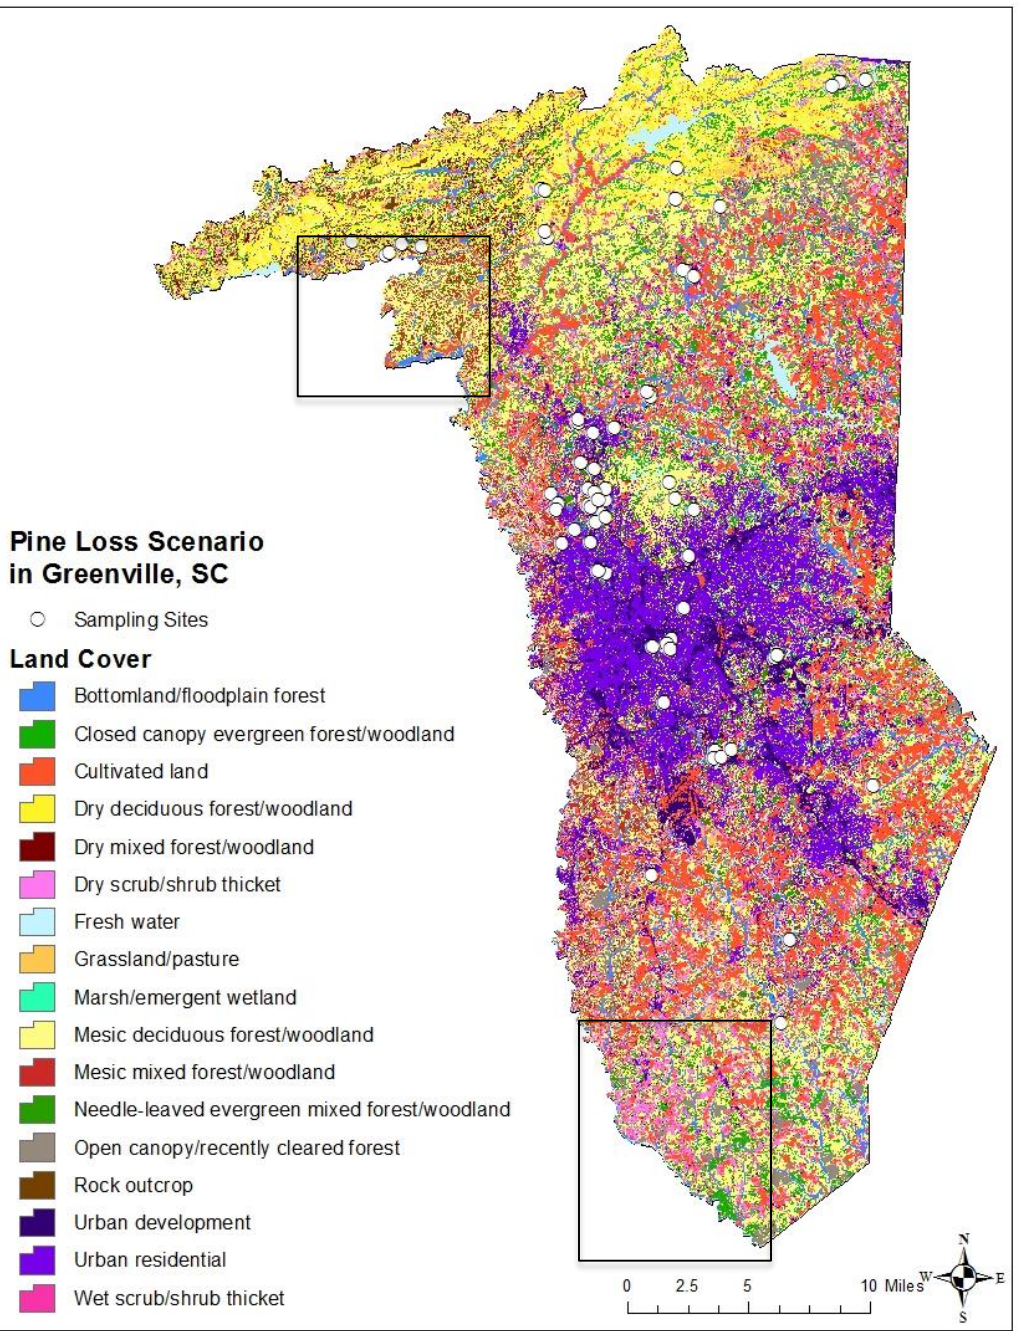 Pine Loss Scenario
in Greenville, SC
Sampling Sites
Land Cover
Bottomland/floodplain forest
Closed canopy evergreen forest/woodland
Cultivated land
Dry deciduous forest/woodland
Dry mixed forest/woodland
Dry scrub/shrub thicket
Fresh water
Grassland/pasture
Marsh/emergent wetland
Mesic deciduous forest/woodland
Mesic mixed forest/woodland
Needle-leaved evergreen mixed forest/woodland
Open canopy/recently cleared forest
Rock outcrop
Urban development
Urban residential
Wet scrub/shrub thicket
0 2.5 5 10 Miles
N
W E
S